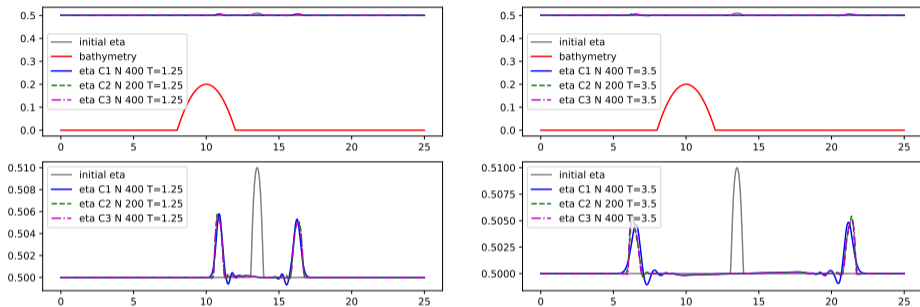 0.5
0.4
0.3
0.2
0.1
0.0
initial eta
bathymetry
eta C1 N 400 T=1.25
eta C2 N 200 T=1.25
eta C3 N 400 T=1.25
0 5 10 15 20 25
0.5
0.4
0.3
0.2
0.1
0.0
initial eta
bathymetry
eta C1 N 400 T=3.5
eta C2 N 200 T=3.5
eta C3 N 400 T=3.5
0 5 10 15 20 25
0.510
0.508
0.506
0.504
0.502
0.500
initial eta
eta C1 N 400 T=1.25
eta C2 N 200 T=1.25
eta C3 N 400 T=1.25
0 5 10 15 20 25
0.5100
0.5075
0.5050
0.5025
0.5000
initial eta
eta C1 N 400 T=3.5
eta C2 N 200 T=3.5
eta C3 N 400 T=3.5
0 5 10 15 20 25